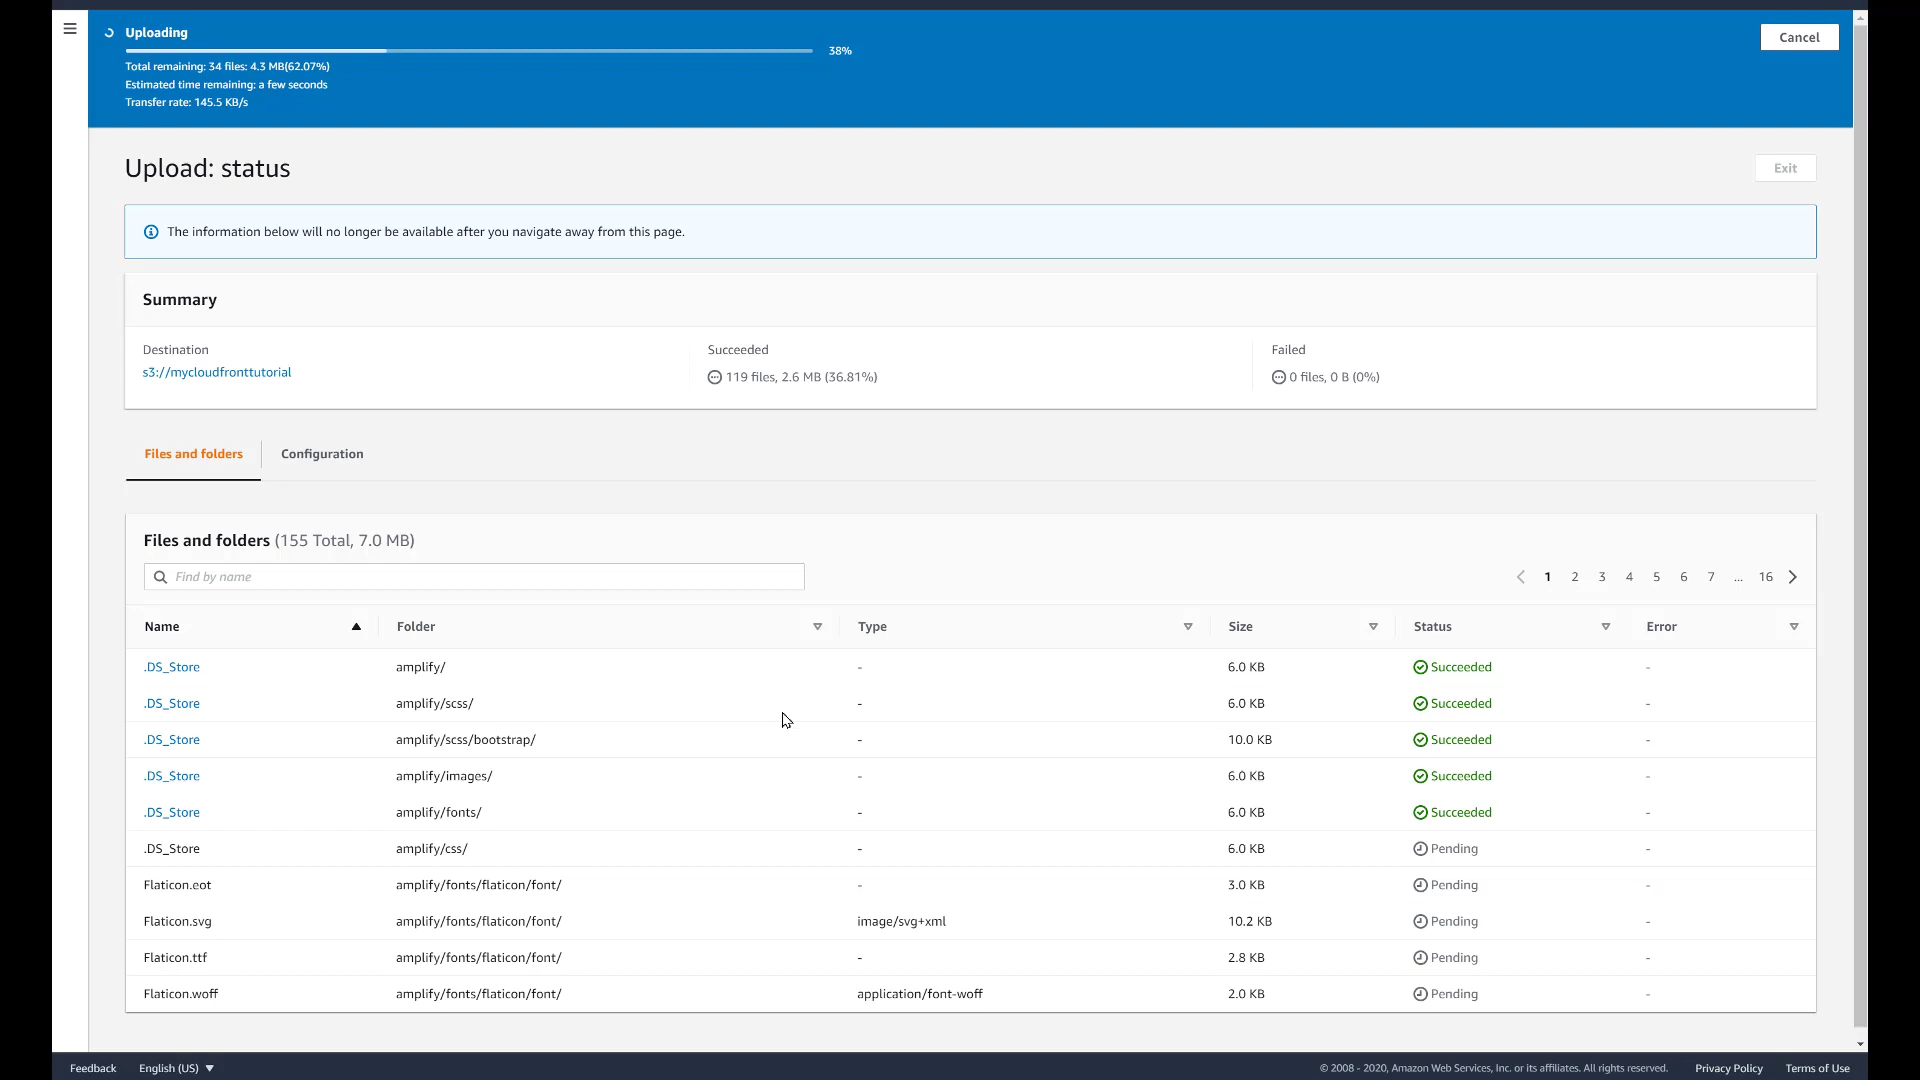 Uploading
38%
Cancel
Total remaining: 34 files: 4.3 MB(62.07%)
Estimated time remaining: a few seconds
Transfer rate: 145.5 KB/s
Upload: status
Exit
The information below will no longer be available after you navigate away from this page.
Summary
Destination
s3://mycloudfronttutorial
Succeeded
119 files, 2.6 MB (36.81%)
Failed
0 files, 0 B (0%)
Files and folders
Configuration
Files and folders (155 Total, 7.0 MB)
Find by name
1 2 3 4 5 6 7 ... 16
Name Folder Type Size Status Error
.DS_Store amplify/ - 6.0 KB Succeeded -
.DS_Store amplify/scss/ - 6.0 KB Succeeded -
.DS_Store amplify/scss/bootstrap/ - 10.0 KB Succeeded -
.DS_Store amplify/images/ - 6.0 KB Succeeded -
.DS_Store amplify/fonts/ - 6.0 KB Succeeded -
.DS_Store amplify/css/ - 6.0 KB Pending -
Flaticon.eot amplify/fonts/flaticon/font/ - 3.0 KB Pending -
Flaticon.svg amplify/fonts/flaticon/font/ image/svg+xml 10.2 KB Pending -
Flaticon.ttf amplify/fonts/flaticon/font/ - 2.8 KB Pending -
Flaticon.woff amplify/fonts/flaticon/font/ application/font-woff 2.0 KB Pending -
Feedback English (US) © 2008 - 2020, Amazon Web Services, Inc. or its affiliates. All rights reserved. Privacy Policy Terms of Use